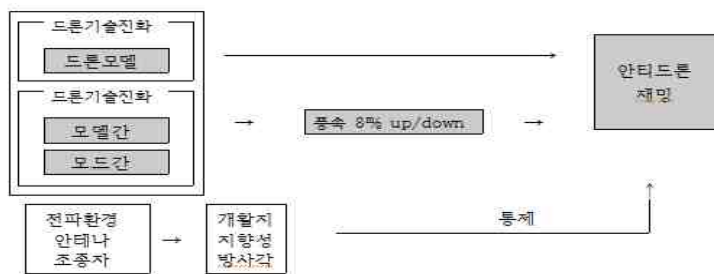 드론기술진화
드론모델
드론기술진화
모델간
모드간
풍속 8% up/down
안티드론
재밍
전파환경
안테나
조종자
개활지
지향성
방사각
통제